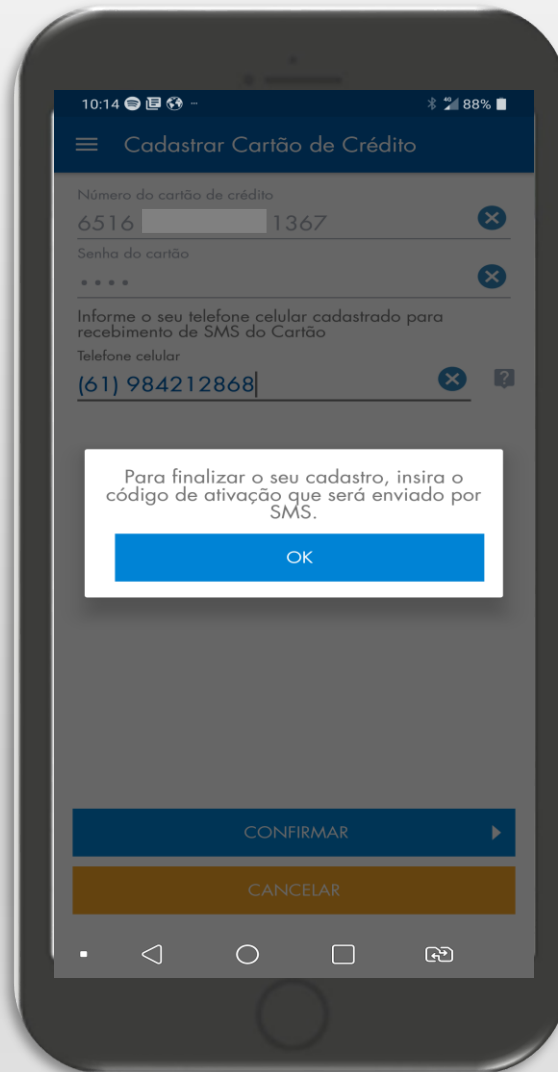 10:14 88%
Cadastrar Cartão de Crédito
Número do cartão de crédito
6516 1367
Senha do cartão
••••
Informe o seu telefone celular cadastrado para
recebimento de SMS do Cartão
Telefone celular
(61) 984212868
?
Para finalizar o seu cadastro, insira o
código de ativação que será enviado por
SMS.
OK
CONFIRMAR
CANCELAR